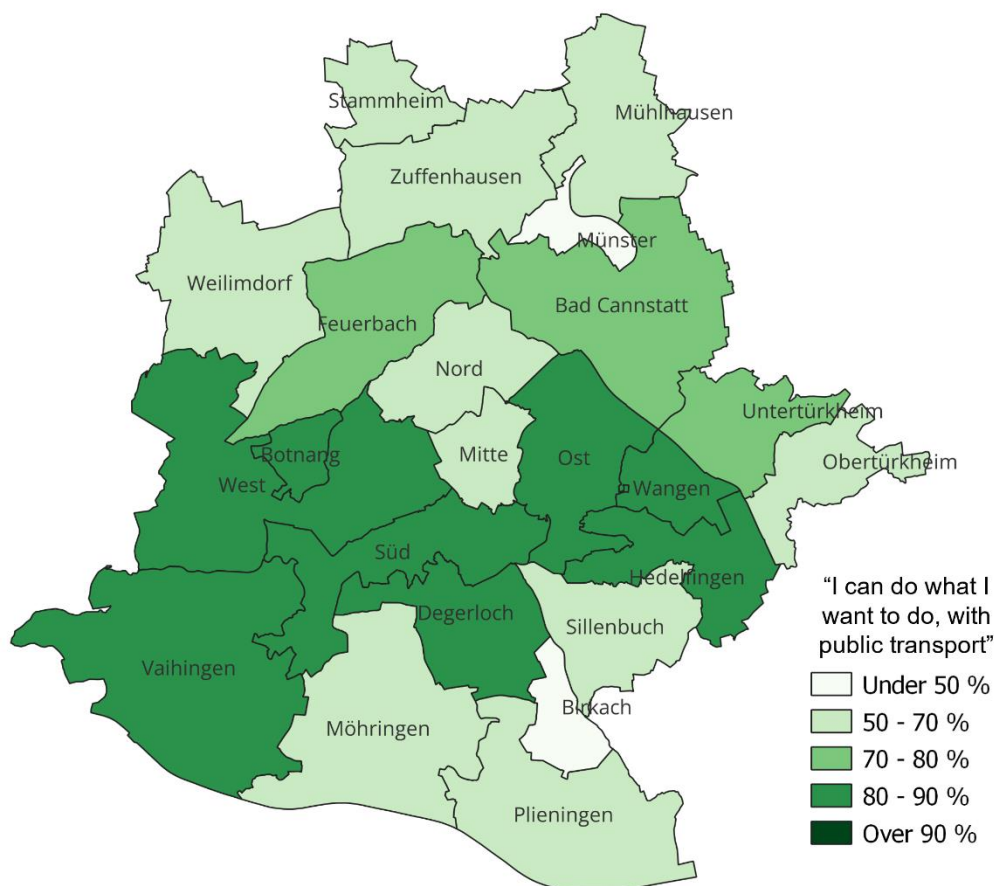 Stammheim
Mühlhausen
Zuffenhausen
Münster
Weilimdorf
Bad Cannstatt
Feuerbach
Nord
Untertürkheim
Botnang
Mitte
Ost
Obertürkheim
West
Wangen
Süd
Hedelfingen
Degerloch
Sillenbuch
Vaihingen
Birkach
Möhringen
Plieningen
“I can do what I
want to do, with
public transport”
Under 50 %
50 - 70 %
70 - 80 %
80 - 90 %
Over 90 %